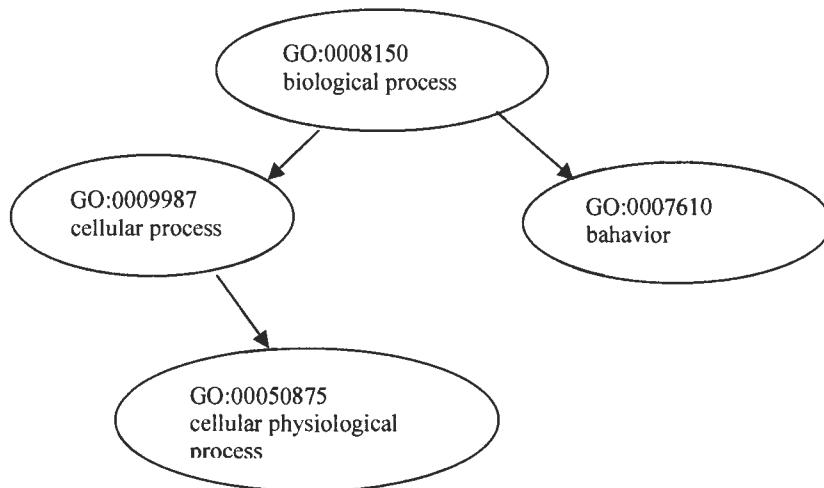 GO:0008150
biological process
GO:0009987
cellular process
GO:0007610
bahavior
GO:00050875
cellular physiological
process